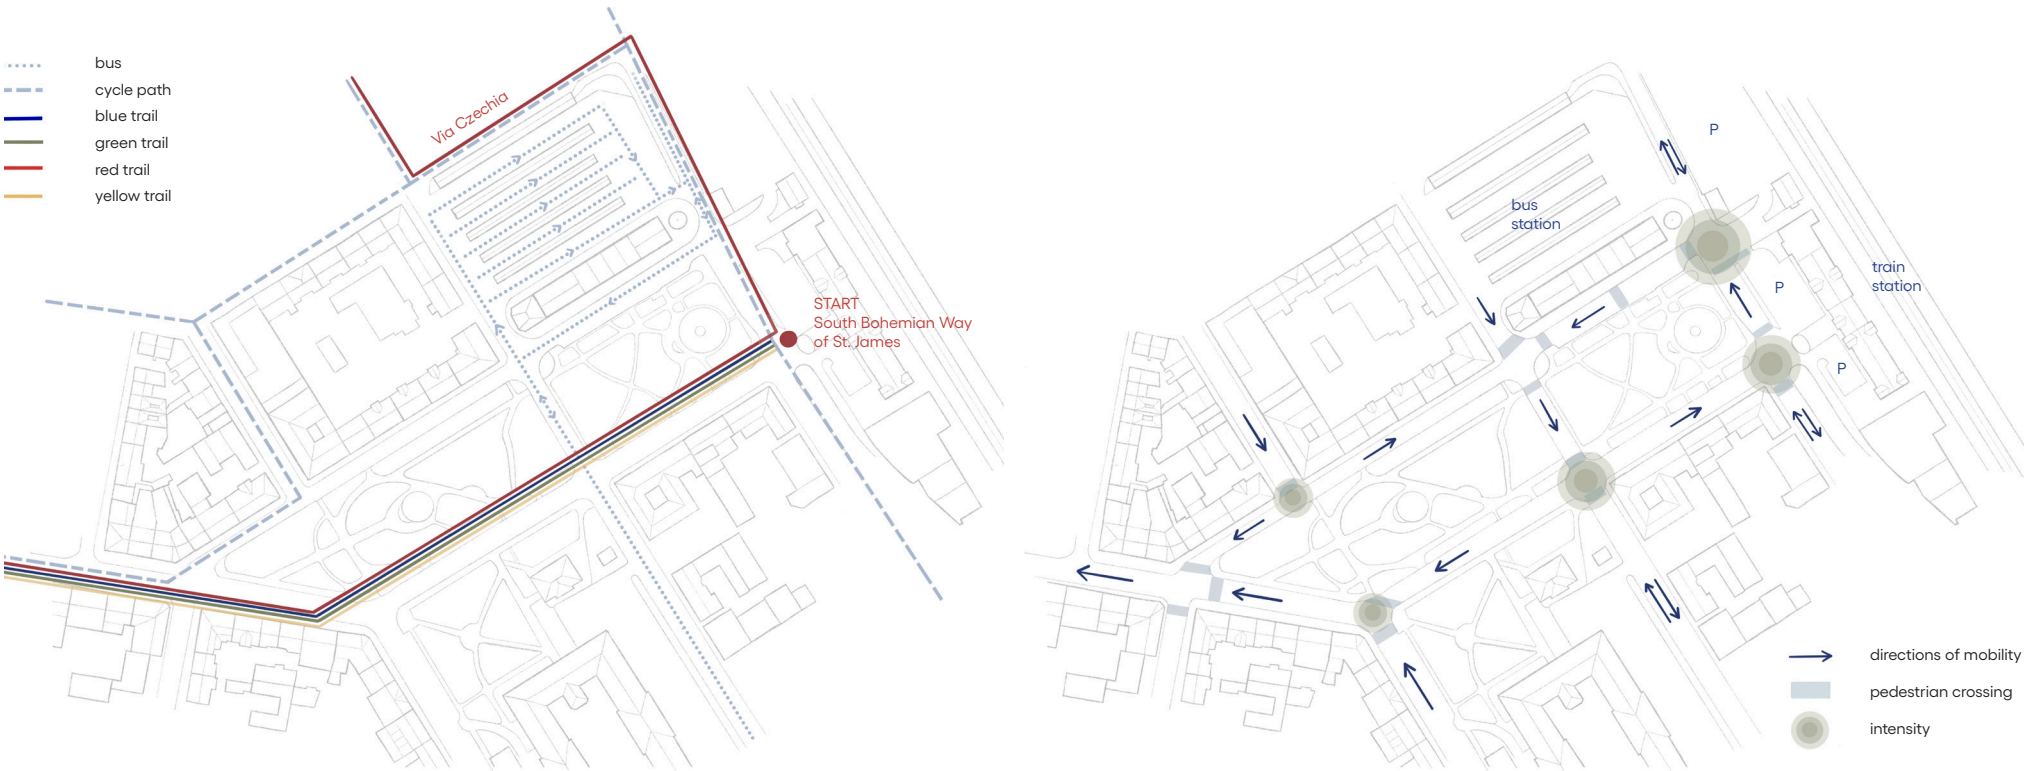 bus
cycle path
blue trail
green trail
red trail
yellow trail
Via Czechia
START
South Bohemian Way
of St. James
P
bus
station
train
station
P
P
directions of mobility
pedestrian crossing
intensity